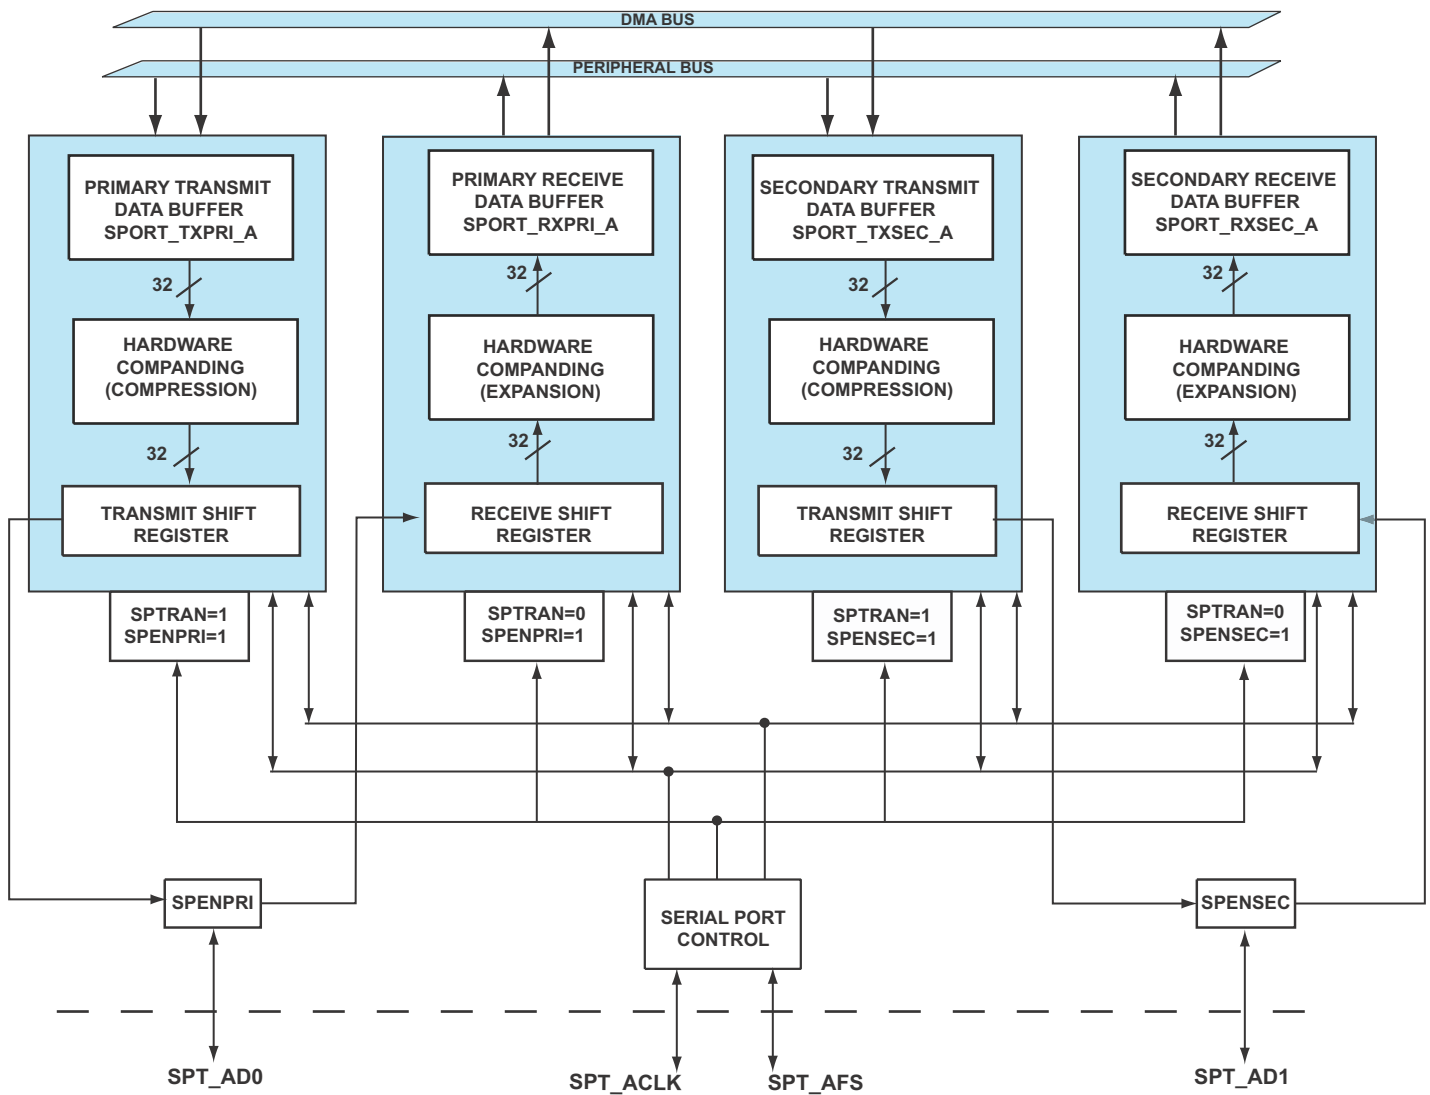 DMA BUS
PERIPHERAL BUS
PRIMARY TRANSMIT
DATA BUFFER
SPORT_TXPRI_A
32
HARDWARE
COMPANDING
(COMPRESSION)
32
TRANSMIT SHIFT
REGISTER
SPTRAN=1
SPENPRI=1
PRIMARY RECEIVE
DATA BUFFER
SPORT_RXPRI_A
32
HARDWARE
COMPANDING
(EXPANSION)
32
RECEIVE SHIFT
REGISTER
SPTRAN=0
SPENPRI=1
SECONDARY TRANSMIT
DATA BUFFER
SPORT_TXSEC_A
32
HARDWARE
COMPANDING
(COMPRESSION)
32
TRANSMIT SHIFT
REGISTER
SPTRAN=1
SPENSEC=1
SECONDARY RECEIVE
DATA BUFFER
SPORT_RXSEC_A
32
HARDWARE
COMPANDING
(EXPANSION)
32
RECEIVE SHIFT
REGISTER
SPTRAN=0
SPENSEC=1
SPENPRI
SERIAL PORT
CONTROL
SPENSEC
SPT_AD0
SPT_ACLK
SPT_AFS
SPT_AD1